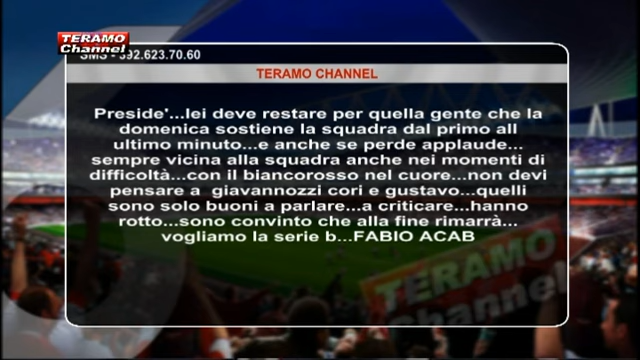 TERAMO
Channel
SMS - 392.623.70.60
TERAMO CHANNEL
Preside'...lei deve restare per quella gente che la
domenica sostiene la squadra dal primo all
ultimo minuto...e anche se perde applaude...
sempre vicina alla squadra anche nei momenti di
difficoltà...con il biancorosso nel cuore...non devi
pensare a giavannozzi cori e gustavo...quelli
sono solo buoni a parlare...a criticare...hanno
rotto...sono convinto che alla fine rimarrà...
vogliamo la serie b...FABIO ACAB
TERAMO
Channel